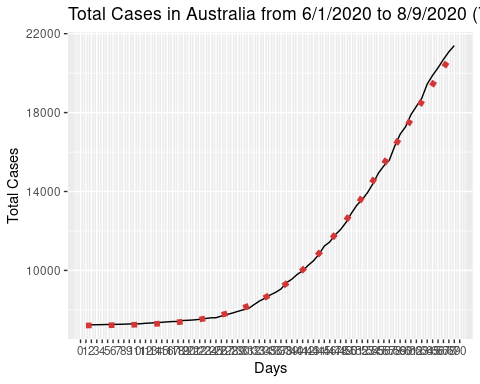 Total Cases in Australia from 6/1/2020 to 8/9/2020 (
22000
18000
14000
10000
Total Cases
Days